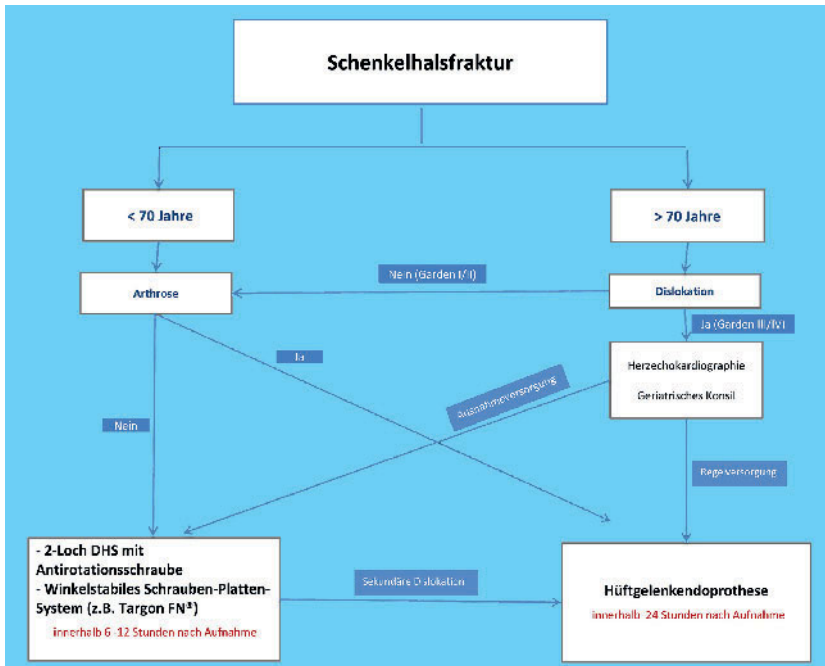 Schenkelhalsfraktur
< 70 Jahre
> 70 Jahre
Nein (Garden I/II)
Arthrose
Dislokation
Ja (Garden III/IV)
Ja
Herzechokardiographie
Geriatrisches Konsil
Ausnahmeversorgung
Nein
Regelversorgung
- 2-Loch DHS mit
Antirotationsschraube
- Winkelstabiles Schrauben-Platten-
System (z.B. Targon FN®)
innerhalb 6 -12 Stunden nach Aufnahme
Sekundäre Dislokation
Hüftgelenkendoprothese
innerhalb 24 Stunden nach Aufnahme